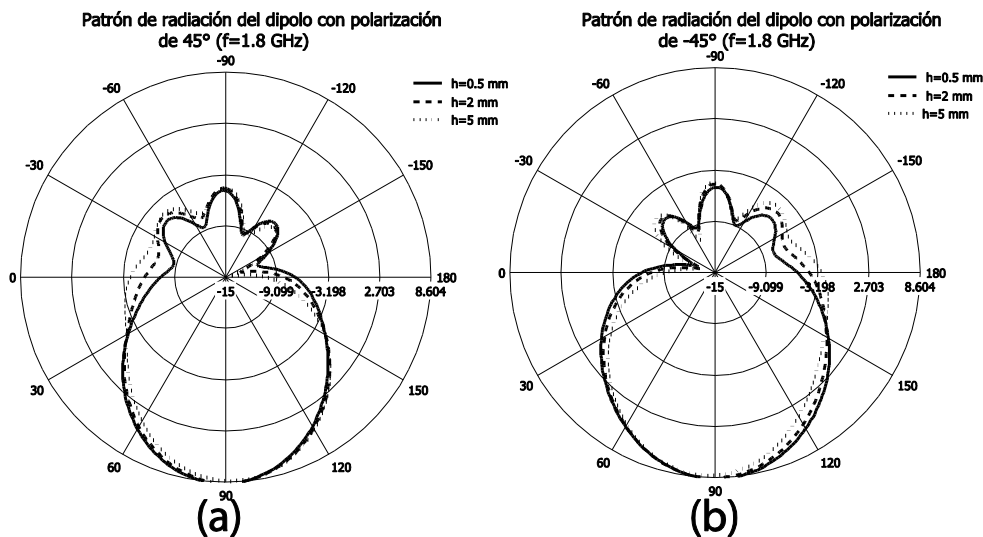 Patrón de radiación del dipolo con polarización
de 45° (f=1.8 GHz)
-90
-60
-120
h=0.5 mm
h=2 mm
h=5 mm
-30
-150
0
180
-15
-9.099
-3.198
2.703
8.604
30
150
60
120
90
(a)
Patrón de radiación del dipolo con polarización
de -45° (f=1.8 GHz)
-90
-60
-120
h=0.5 mm
h=2 mm
h=5 mm
-30
-150
0
180
-15
-9.099
-3.198
2.703
8.604
30
150
60
120
90
(b)